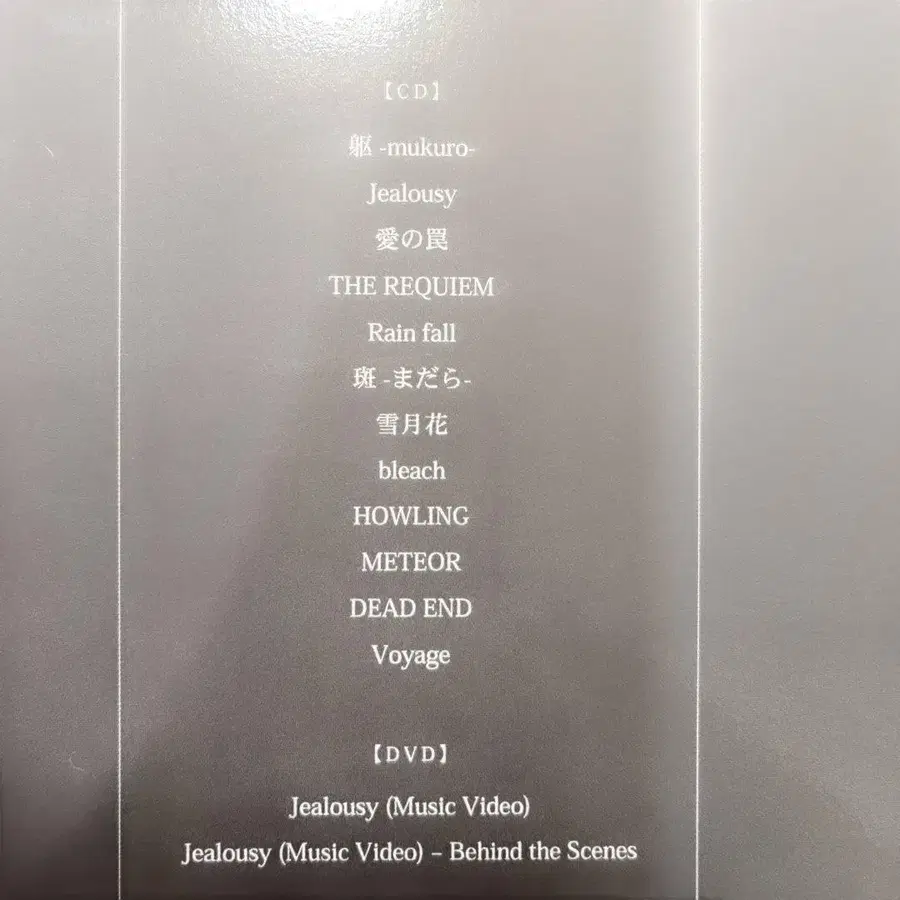 【CD】
躯 -mukuro-
Jealousy
愛の罠
THE REQUIEM
Rain fall
斑 -まだら-
雪月花
bleach
HOWLING
METEOR
DEAD END
Voyage
【DVD】
Jealousy (Music Video)
Jealousy (Music Video) – Behind the Scenes